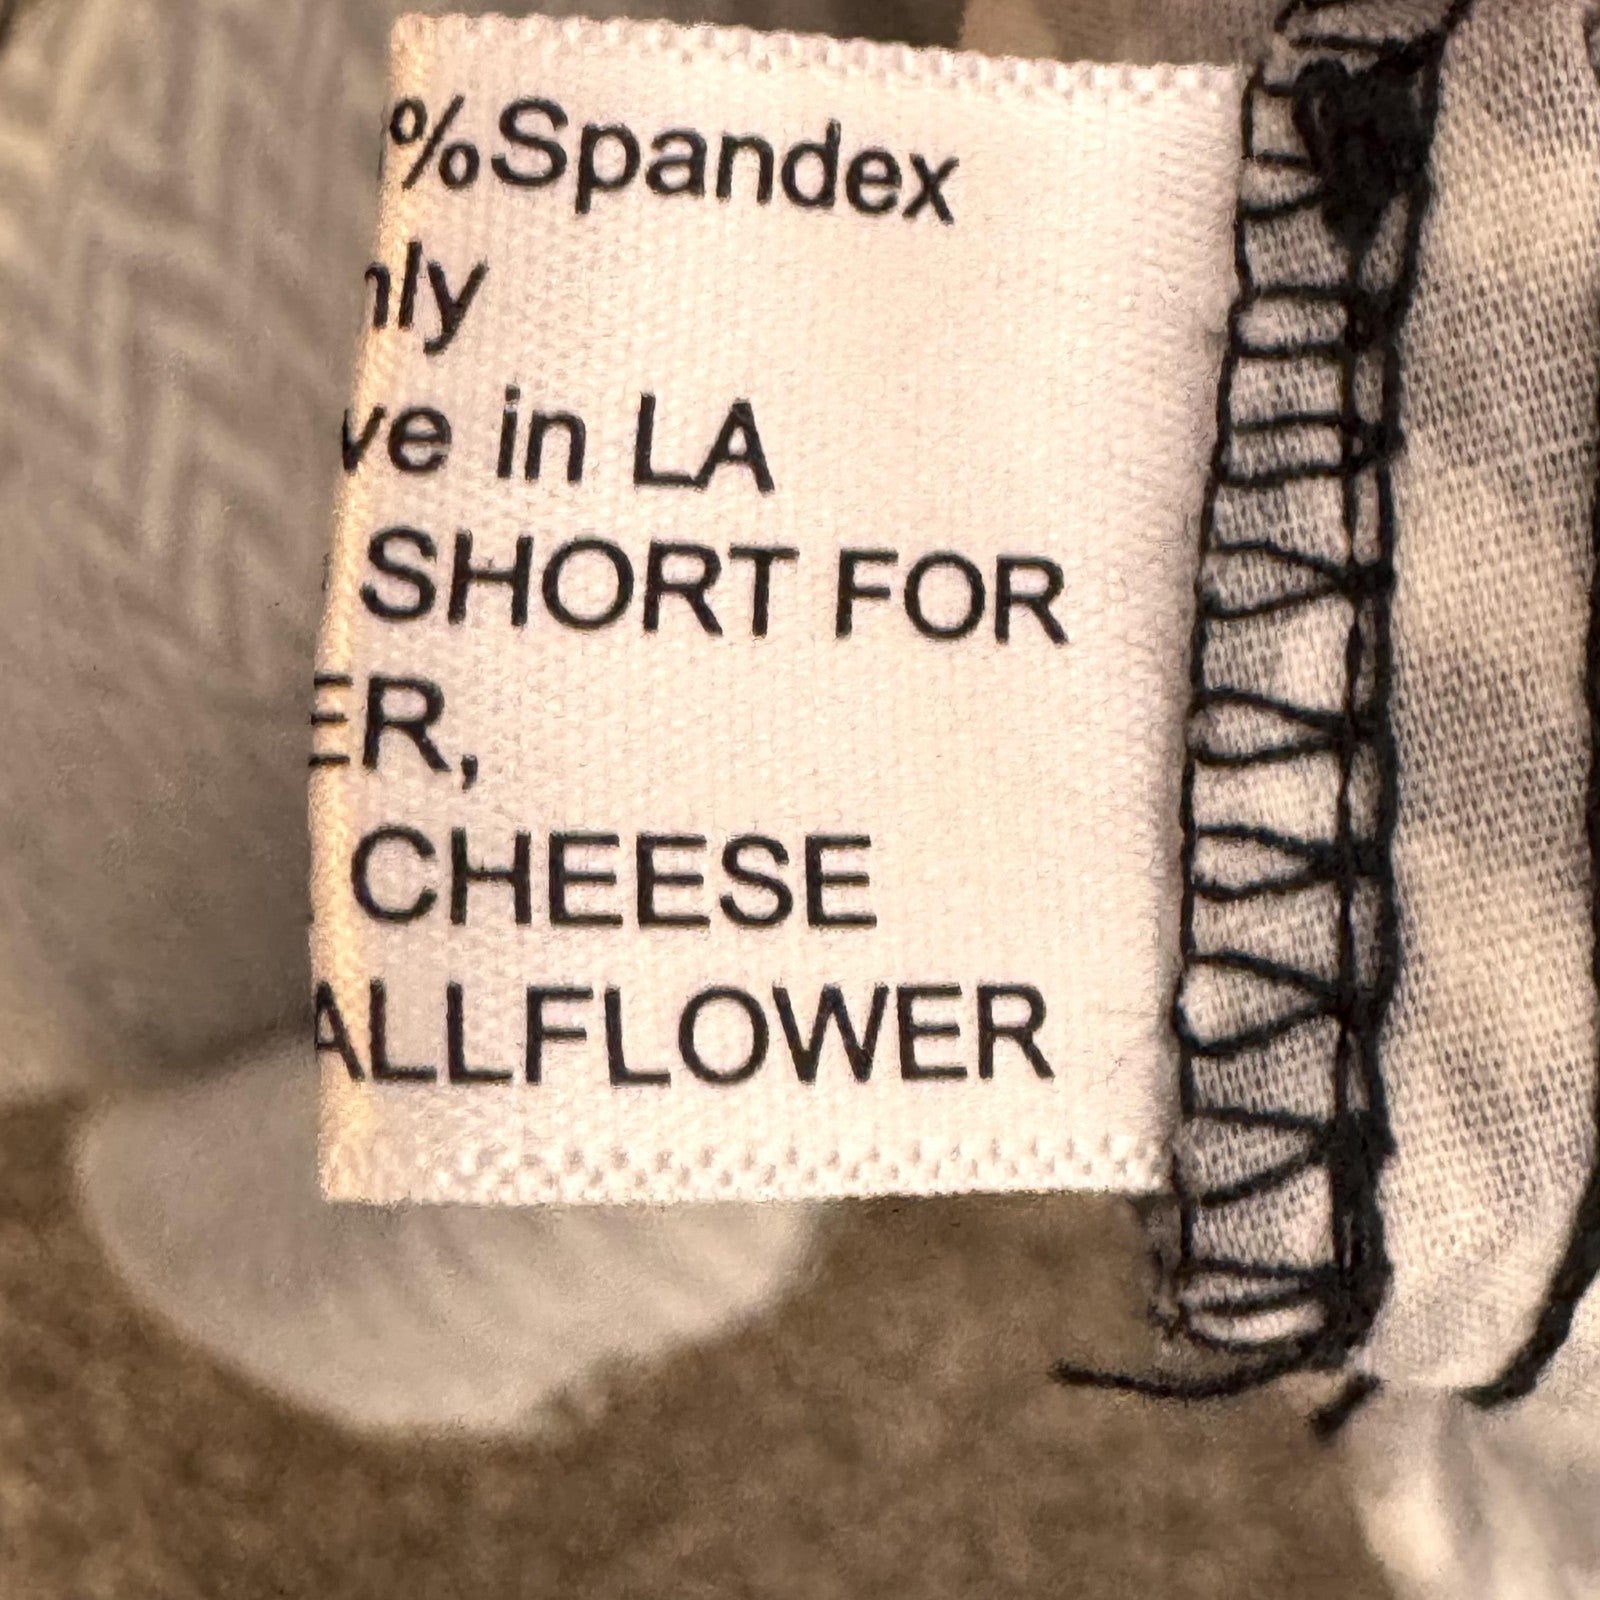 %Spandex
nly
ve in LA
SHORT FOR
ER,
CHEESE
ALLFLOWER